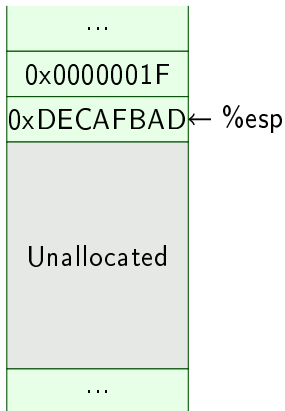 ...
0x0000001F
0xDECAFBAD← %esp
Unallocated
...